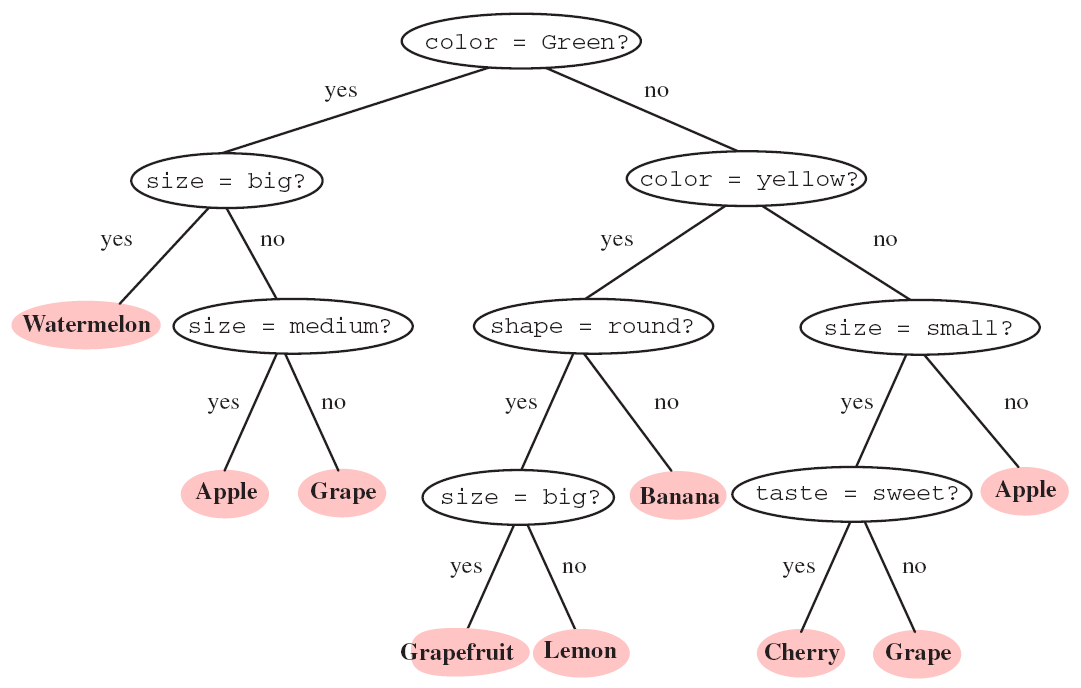 color = Green?
yes
no
size = big?
color = yellow?
yes
no
yes
no
Watermelon
size = medium?
shape = round?
size = small?
yes
no
yes
no
yes
no
Apple
Grape
size = big?
Banana
taste = sweet?
Apple
yes
no
yes
no
Grapefruit
Lemon
Cherry
Grape